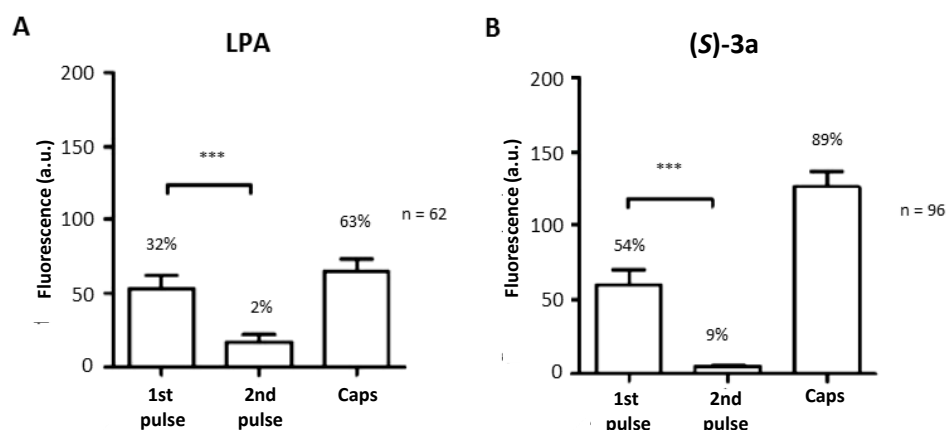 A
LPA
Fluorescence (a.u.)
200
150
100
50
0
***
32%
2%
63%
n = 62
1st pulse
2nd pulse
Caps
B
(S)-3a
Fluorescence (a.u.)
200
150
100
50
0
***
54%
9%
89%
n = 96
1st pulse
2nd pulse
Caps